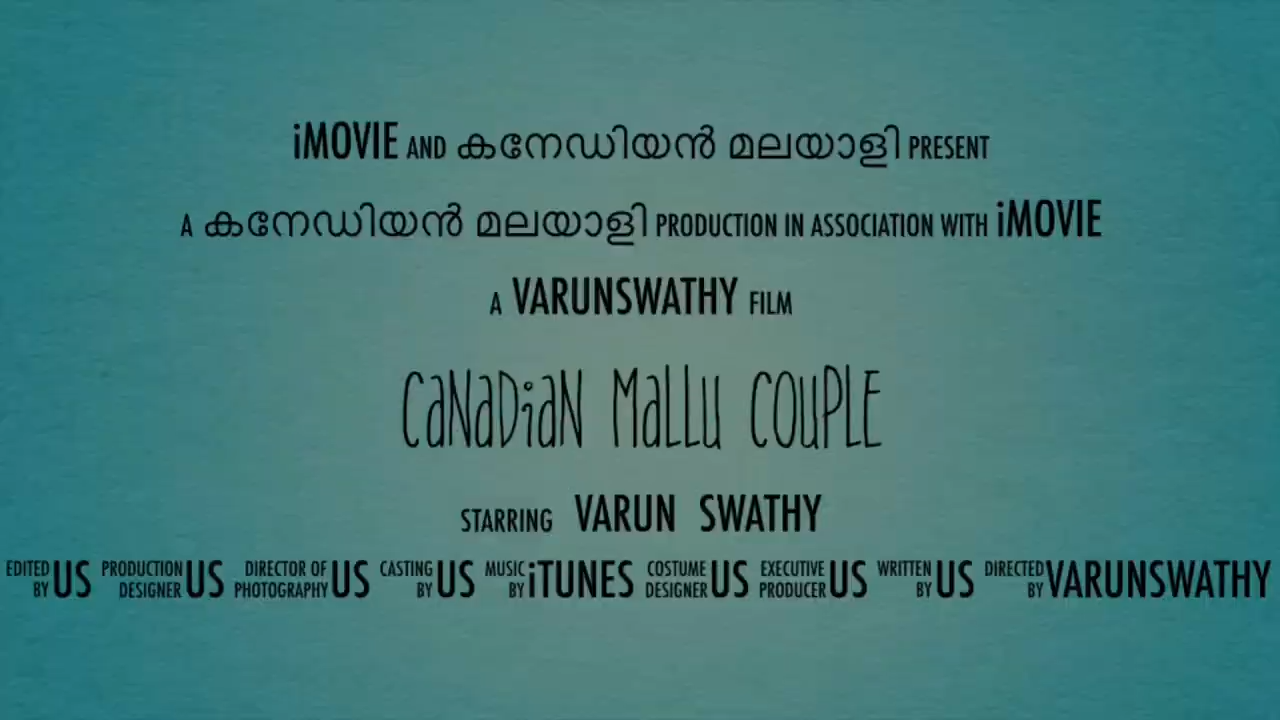 iMOVIE AND കനേഡിയൻ മലയാളി PRESENT
A കനേഡിയൻ മലയാളി PRODUCTION IN ASSOCIATION WITH iMOVIE
A VARUNSWATHY FILM
CaNaDiaN MaLLu COuPLE
STARRING VARUN SWATHY
EDITED BY US PRODUCTION DESIGNER US DIRECTOR OF PHOTOGRAPHY US CASTING BY US MUSIC BY iTUNES COSTUME DESIGNER US EXECUTIVE PRODUCER US WRITTEN BY US DIRECTED BY VARUNSWATHY